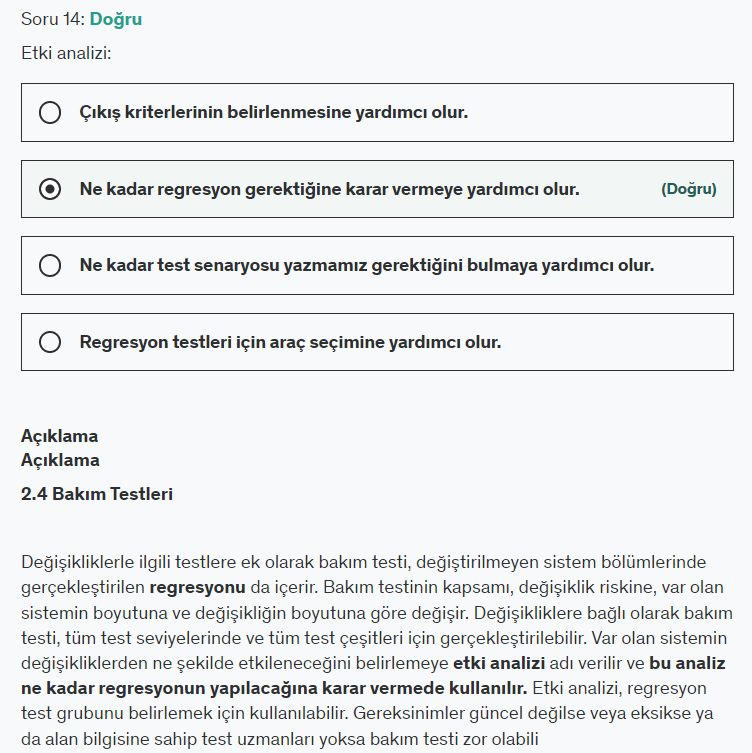 Soru 14: Doğru
Etki analizi:
Çıkış kriterlerinin belirlenmesine yardımcı olur.
Ne kadar regresyon gerektiğine karar vermeye yardımcı olur. (Doğru)
Ne kadar test senaryosu yazmamız gerektiğini bulmaya yardımcı olur.
Regresyon testleri için araç seçimine yardımcı olur.
Açıklama
Açıklama
2.4 Bakım Testleri
Değişikliklerle ilgili testlere ek olarak bakım testi, değiştirilmeyen sistem bölümlerinde
gerçekleştirilen regresyonu da içerir. Bakım testinin kapsamı, değişiklik riskine, var olan
sistemin boyutuna ve değişikliğin boyutuna göre değişir. Değişikliklere bağlı olarak bakım
testi, tüm test seviyelerinde ve tüm test çeşitleri için gerçekleştirilebilir. Var olan sistemin
değişikliklerden ne şekilde etkileneceğini belirlemeye etki analizi adı verilir ve bu analiz
ne kadar regresyonun yapılacağına karar vermede kullanılır. Etki analizi, regresyon
test grubunu belirlemek için kullanılabilir. Gereksinimler güncel değilse veya eksikse ya
da alan bilgisine sahip test uzmanları yoksa bakım testi zor olabili